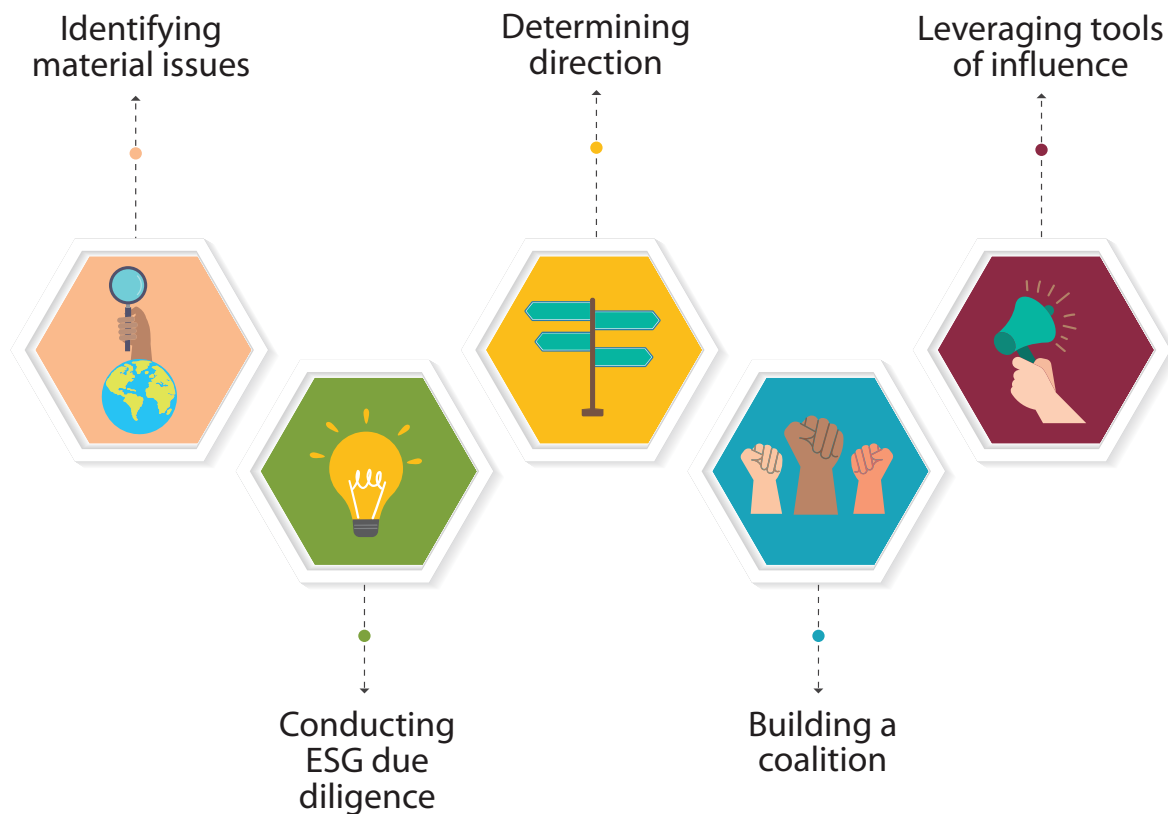 Identifying
material issues
Conducting
ESG due
diligence
Determining
direction
Building a
coalition
Leveraging tools
of influence